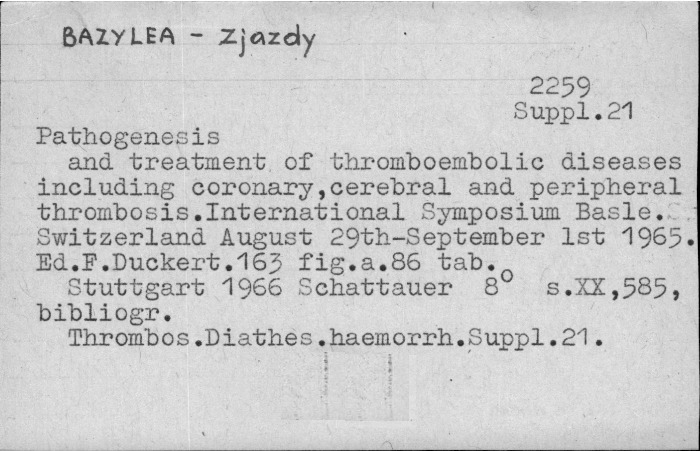 BAZYLEA - Zjazdy
2259
Suppl.21
Pathogenesis
and treatment of thromboembolic diseases
including coronary,cerebral and peripheral
thrombosis.International Symposium Basle.
Switzerland August 29th-September 1st 1965.
Ed.F.Duckert.163 fig.a.86 tab.
Stuttgart 1966 Schattauer 8° s.XX,585,
bibliogr.
Thrombos.Diathes.haemorrh.Suppl.21.